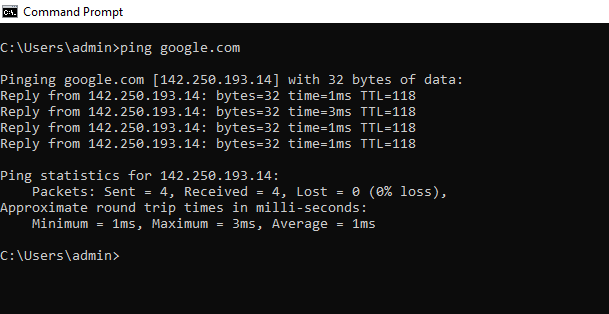 Command Prompt
C:\Users\admin>ping google.com
Pinging google.com [142.250.193.14] with 32 bytes of data:
Reply from 142.250.193.14: bytes=32 time=1ms TTL=118
Reply from 142.250.193.14: bytes=32 time=3ms TTL=118
Reply from 142.250.193.14: bytes=32 time=1ms TTL=118
Reply from 142.250.193.14: bytes=32 time=1ms TTL=118
Ping statistics for 142.250.193.14:
    Packets: Sent = 4, Received = 4, Lost = 0 (0% loss),
Approximate round trip times in milli-seconds:
    Minimum = 1ms, Maximum = 3ms, Average = 1ms
C:\Users\admin>